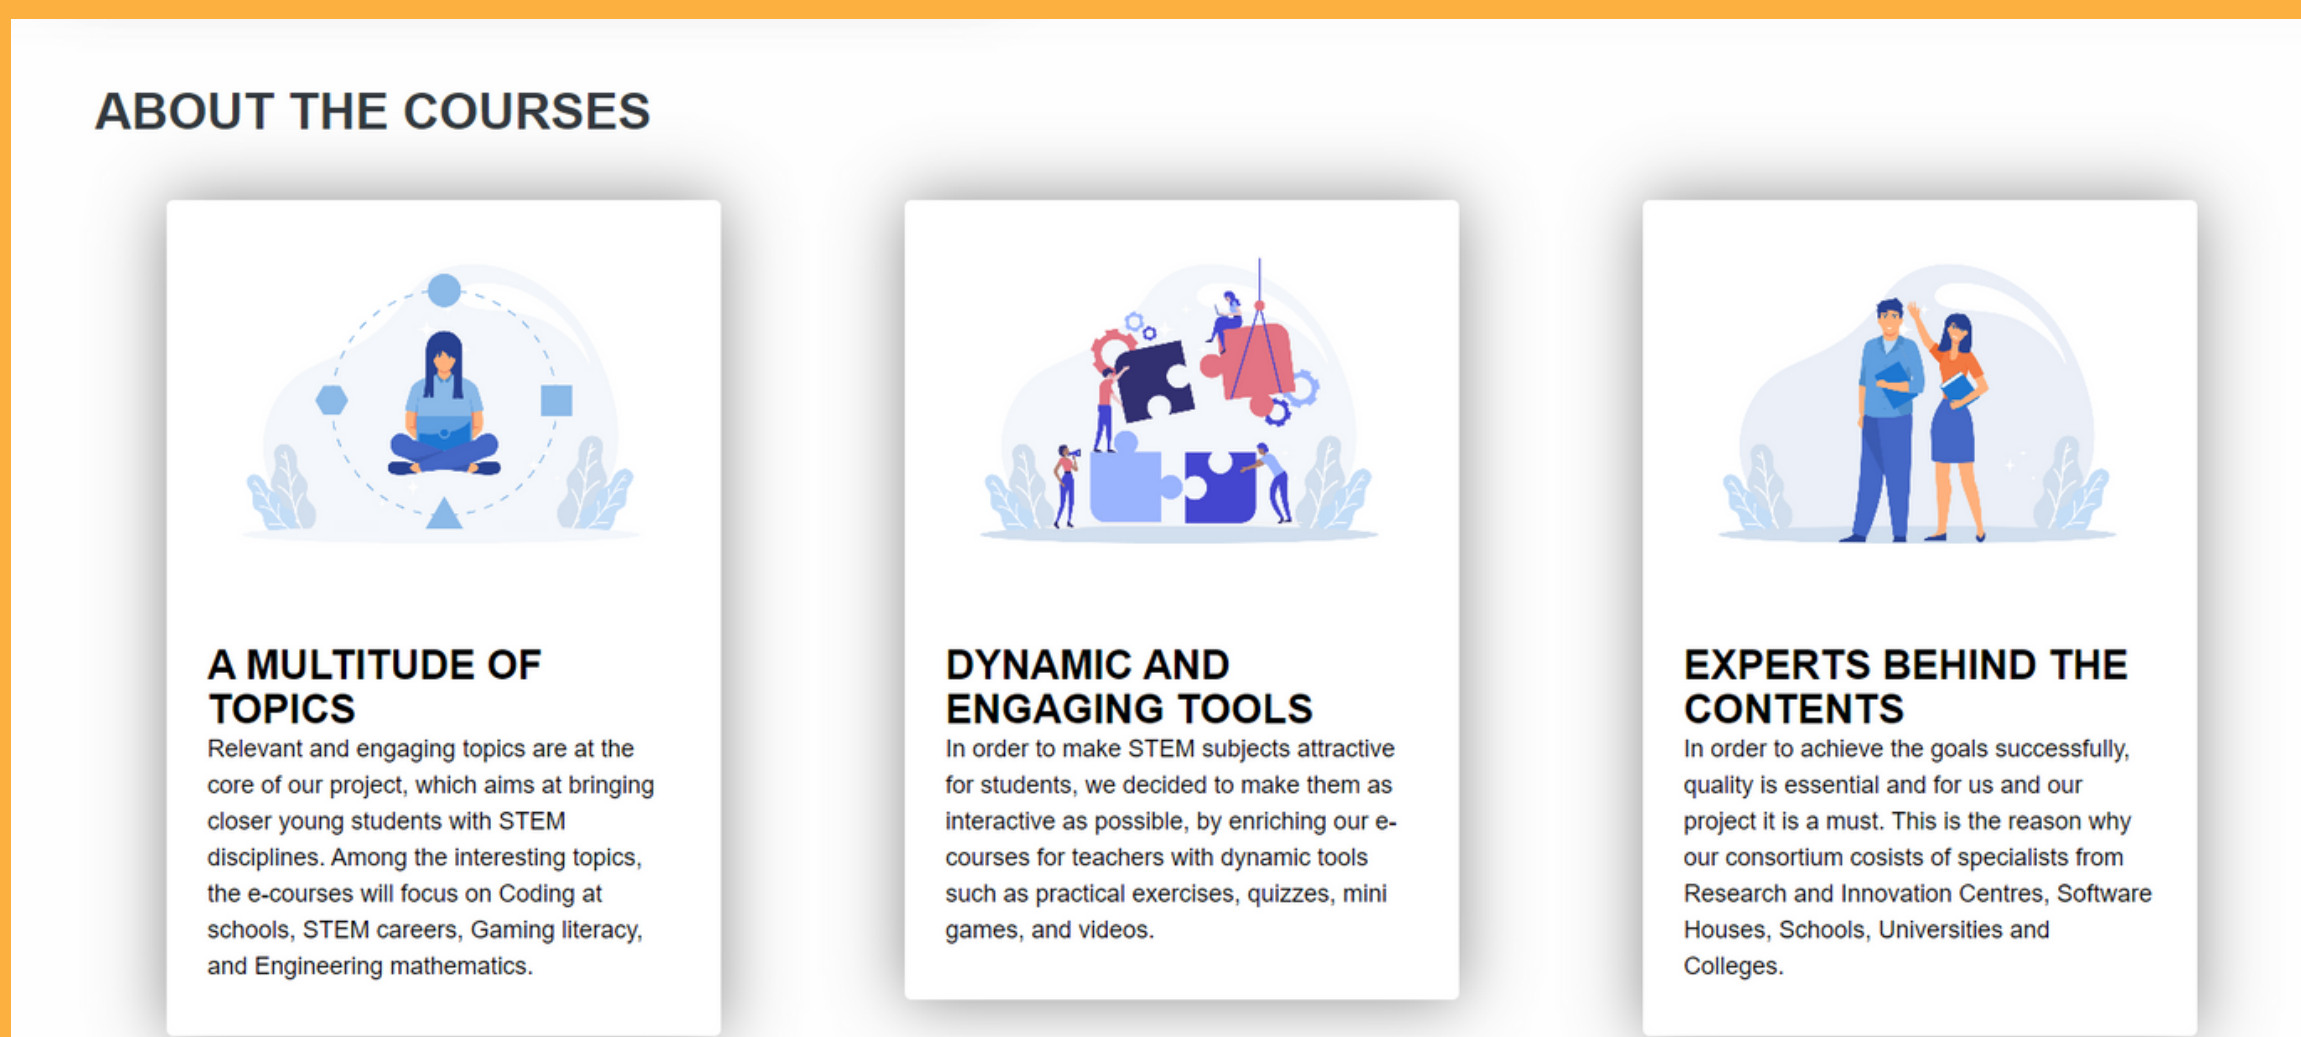 ABOUT THE COURSES
A MULTITUDE OF
TOPICS
Relevant and engaging topics are at the
core of our project, which aims at bringing
closer young students with STEM
disciplines. Among the interesting topics,
the e-courses will focus on Coding at
schools, STEM careers, Gaming literacy,
and Engineering mathematics.
DYNAMIC AND
ENGAGING TOOLS
In order to make STEM subjects attractive
for students, we decided to make them as
interactive as possible, by enriching our e-
courses for teachers with dynamic tools
such as practical exercises, quizzes, mini
games, and videos.
EXPERTS BEHIND THE
CONTENTS
In order to achieve the goals successfully,
quality is essential and for us and our
project it is a must. This is the reason why
our consortium cosists of specialists from
Research and Innovation Centres, Software
Houses, Schools, Universities and
Colleges.